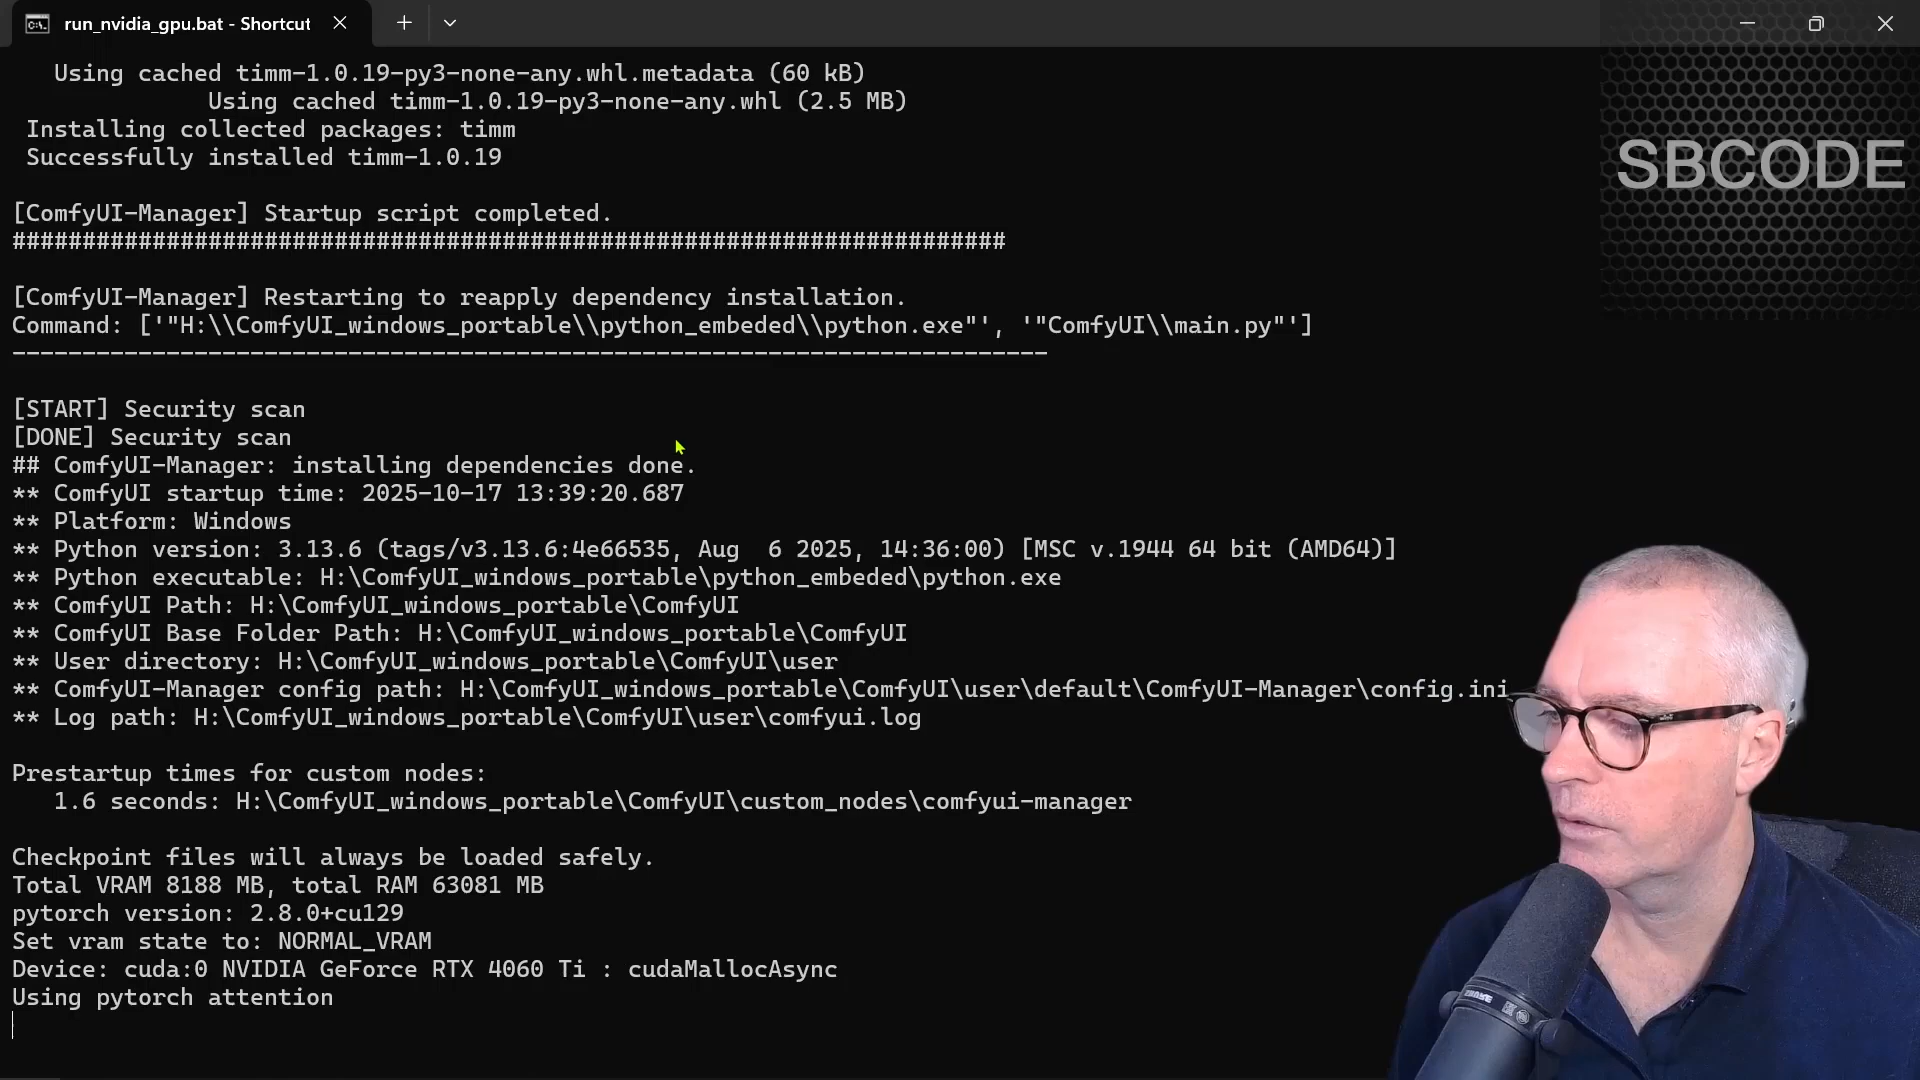 run_nvidia_gpu.bat - Shortcut
Using cached timm-1.0.19-py3-none-any.whl.metadata (60 kB)
Using cached timm-1.0.19-py3-none-any.whl (2.5 MB)
Installing collected packages: timm
Successfully installed timm-1.0.19
SBCODE
[ComfyUI-Manager] Startup script completed.
#######################################################################
[ComfyUI-Manager] Restarting to reapply dependency installation.
Command: ['"H:\\ComfyUI_windows_portable\\python_embeded\\python.exe"', '"ComfyUI\\main.py"']
--------------------------------------------------------------------------
[START] Security scan
[DONE] Security scan
## ComfyUI-Manager: installing dependencies done.
** ComfyUI startup time: 2025-10-17 13:39:20.687
** Platform: Windows
** Python version: 3.13.6 (tags/v3.13.6:4e66535, Aug  6 2025, 14:36:00) [MSC v.1944 64 bit (AMD64)]
** Python executable: H:\ComfyUI_windows_portable\python_embeded\python.exe
** ComfyUI Path: H:\ComfyUI_windows_portable\ComfyUI
** ComfyUI Base Folder Path: H:\ComfyUI_windows_portable\ComfyUI
** User directory: H:\ComfyUI_windows_portable\ComfyUI\user
** ComfyUI-Manager config path: H:\ComfyUI_windows_portable\ComfyUI\user\default\ComfyUI-Manager\config.ini
** Log path: H:\ComfyUI_windows_portable\ComfyUI\user\comfyui.log
Prestartup times for custom nodes:
1.6 seconds: H:\ComfyUI_windows_portable\ComfyUI\custom_nodes\comfyui-manager
Checkpoint files will always be loaded safely.
Total VRAM 8188 MB, total RAM 63081 MB
pytorch version: 2.8.0+cu129
Set vram state to: NORMAL_VRAM
Device: cuda:0 NVIDIA GeForce RTX 4060 Ti : cudaMallocAsync
Using pytorch attention
SHURE